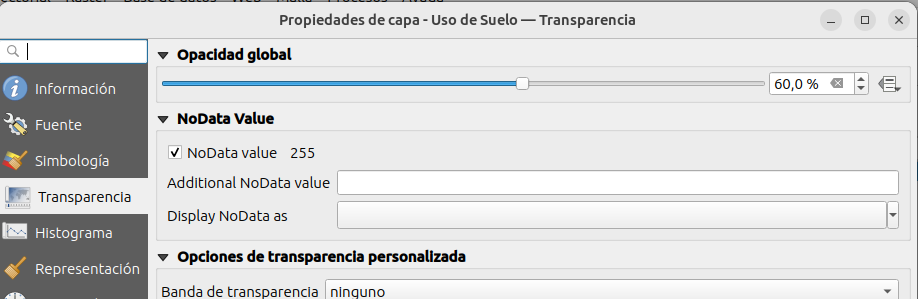 Propiedades de capa - Uso de Suelo — Transparencia
Opacidad global
60,0 %
Información
Fuente
Simbología
Transparencia
Histograma
Representación
NoData Value
NoData value 255
Additional NoData value
Display NoData as
Opciones de transparencia personalizada
Banda de transparencia ninguno